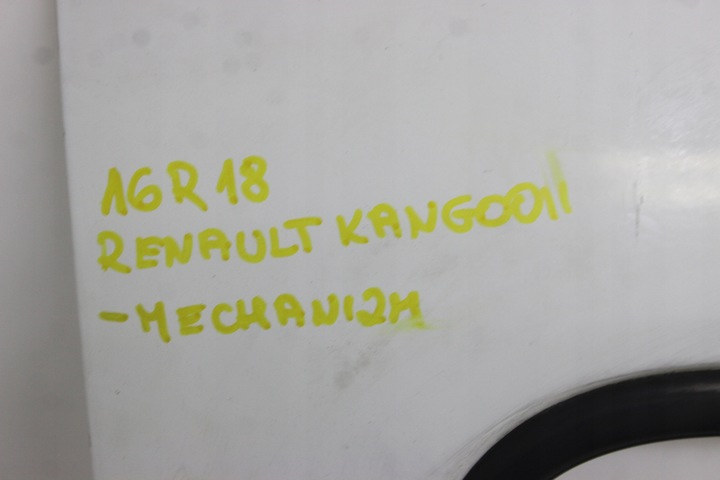 16R18
RENAULT KANGOO II
-MECHANIZM